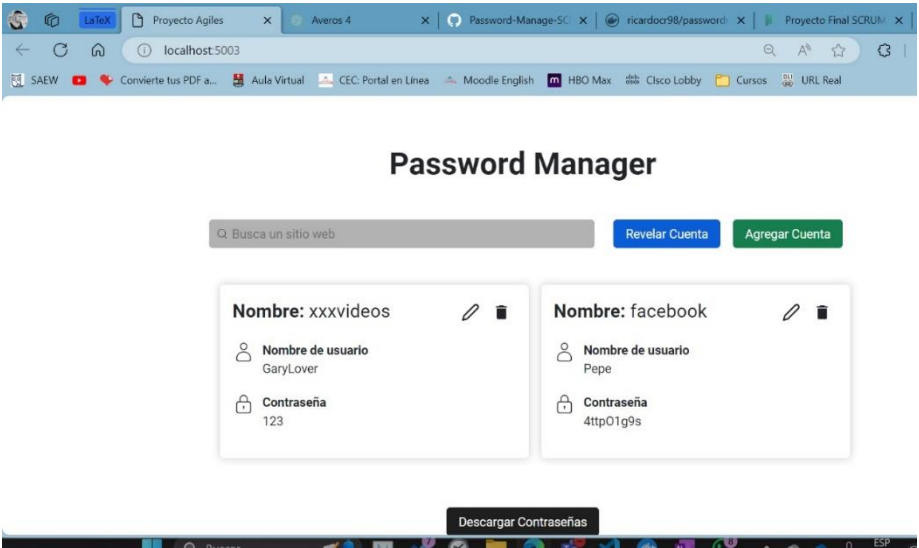 LaTeX Proyecto Agiles Averos 4 Password-Manage-SC ricardocr98/password Proyecto Final SCRUM
localhost:5003
SAEW Convierte tus PDF a... Aula Virtual CEC: Portal en Línea Moodle English HBO Max CIsco Lobby Cursos URL Real
Password Manager
Busca un sitio web Revelar Cuenta Agregar Cuenta
Nombre: xxxvideos Nombre: facebook
Nombre de usuario Nombre de usuario
GaryLover Pepe
Contraseña Contraseña
123 4ttpO1g9s
Descargar Contraseñas
ESP